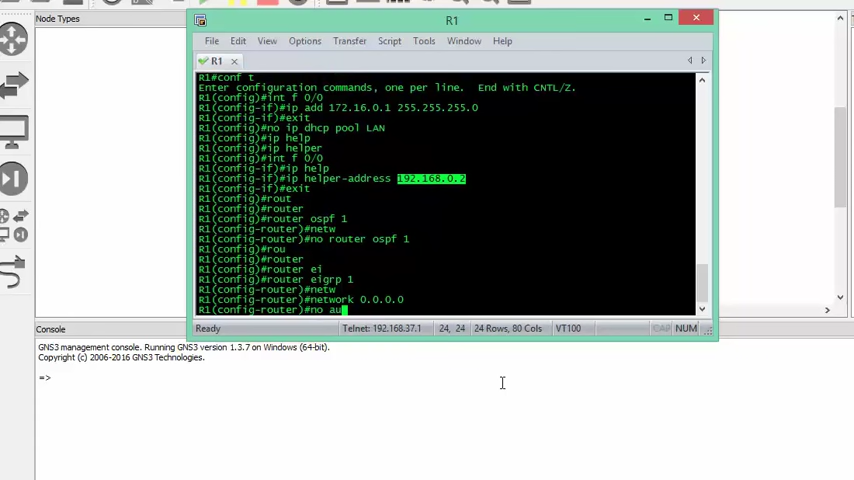 Node Types
R1
File Edit View Options Transfer Script Tools Window Help
R1
R1#conf t
Enter configuration commands, one per line. End with CNTL/Z.
R1(config)#int f 0/0
R1(config-if)#ip add 172.16.0.1 255.255.255.0
R1(config-if)#exit
R1(config)#no ip dhcp pool LAN
R1(config)#ip help
R1(config)#ip helper
R1(config)#int f 0/0
R1(config-if)#ip help
R1(config-if)#ip helper-address 192.168.0.2
R1(config-if)#exit
R1(config)#rout
R1(config)#router
R1(config)#router ospf 1
R1(config-router)#netw
R1(config-router)#no router ospf 1
R1(config)#rou
R1(config)#router
R1(config)#router ei
R1(config)#router eigrp 1
R1(config-router)#netw
R1(config-router)#network 0.0.0.0
R1(config-router)#no au
Ready Telnet: 192.168.37.1 24, 24 24 Rows, 80 Cols VT100 CAP NUM
Console
GNS3 management console. Running GNS3 version 1.3.7 on Windows (64-bit).
Copyright (c) 2006-2016 GNS3 Technologies.
=>